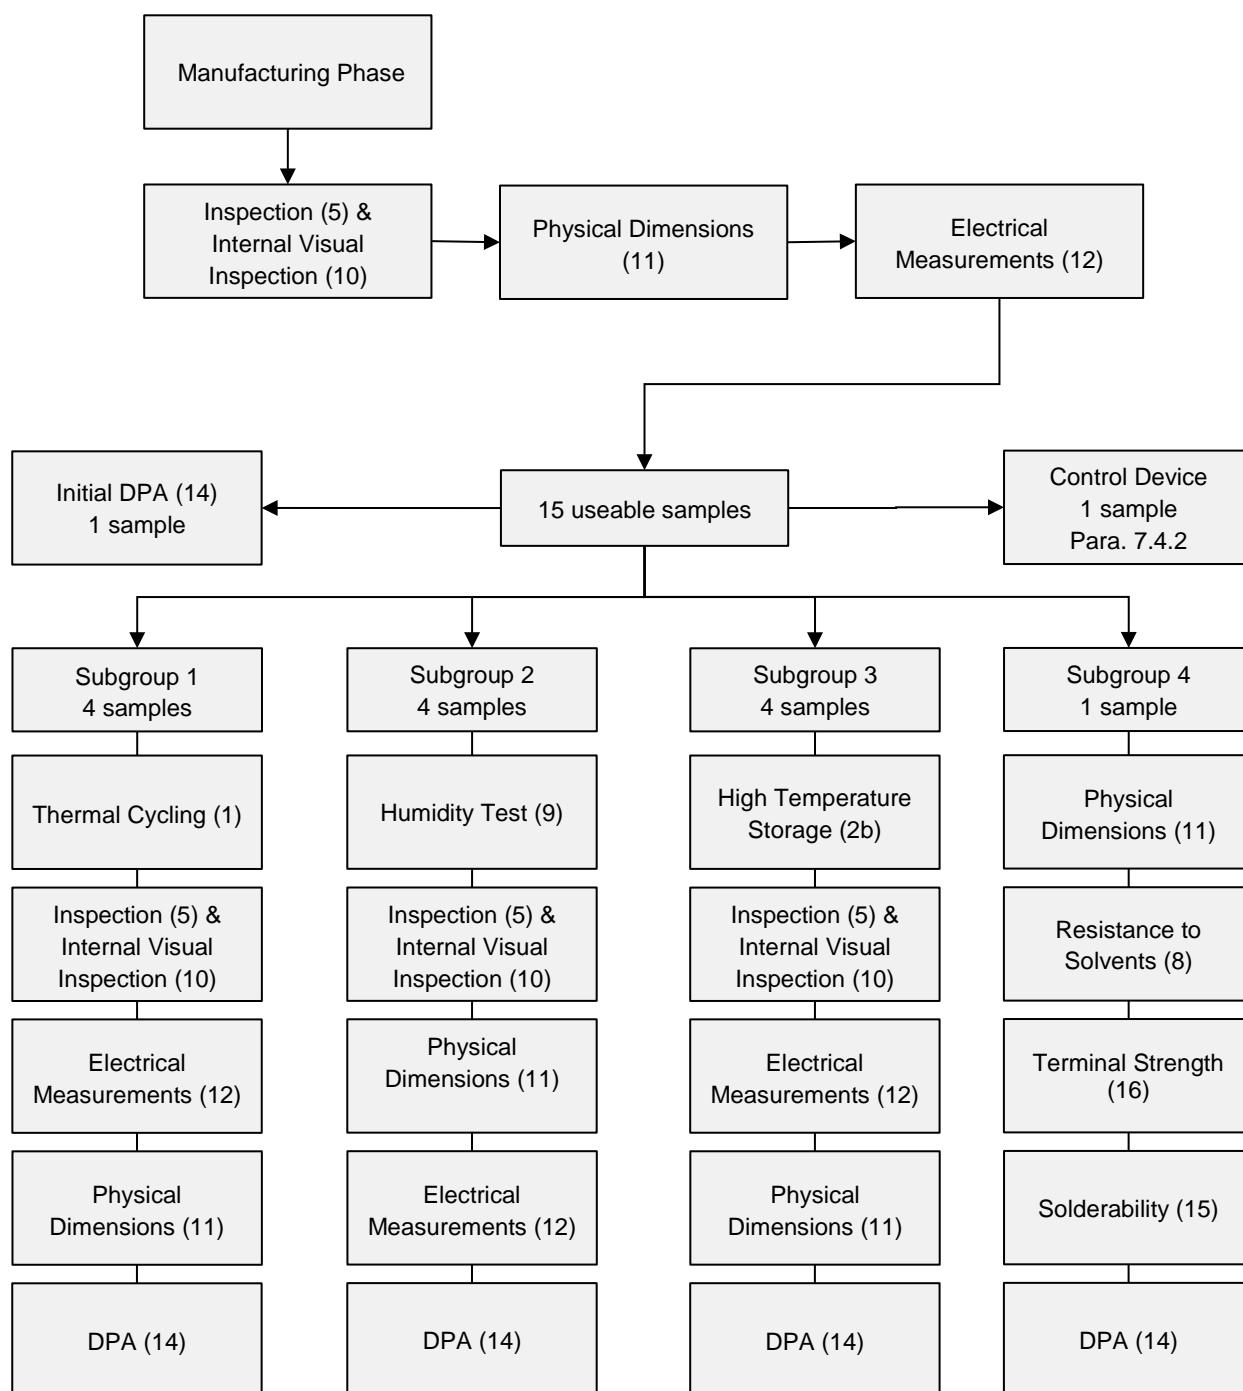 Manufacturing Phase
Inspection (5) &
Internal Visual
Inspection (10)
Physical Dimensions
(11)
Electrical
Measurements (12)
Initial DPA (14)
1 sample
15 useable samples
Control Device
1 sample
Para. 7.4.2
Subgroup 1
4 samples
Subgroup 2
4 samples
Subgroup 3
4 samples
Subgroup 4
1 sample
Thermal Cycling (1)
Humidity Test (9)
High Temperature
Storage (2b)
Physical
Dimensions (11)
Inspection (5) &
Internal Visual
Inspection (10)
Inspection (5) &
Internal Visual
Inspection (10)
Inspection (5) &
Internal Visual
Inspection (10)
Resistance to
Solvents (8)
Electrical
Measurements (12)
Physical
Dimensions (11)
Electrical
Measurements (12)
Terminal Strength
(16)
Physical
Dimensions (11)
Electrical
Measurements (12)
Physical
Dimensions (11)
Solderability (15)
DPA (14)
DPA (14)
DPA (14)
DPA (14)